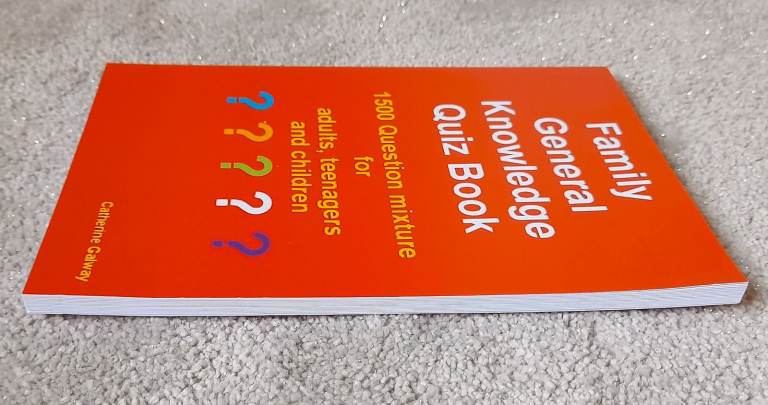 Family
General
Knowledge
Quiz Book
1500 Question mixture
for
adults, teenagers
and children
? ? ? ? ?
Catherine Galway